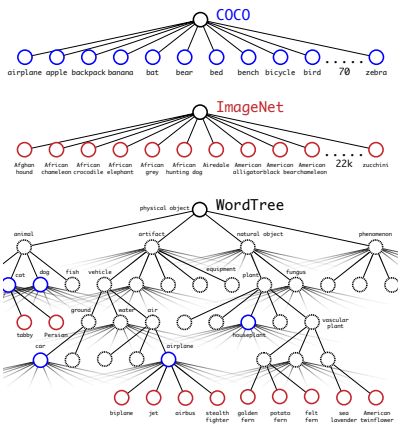 COCO
airplane apple backpack banana bat bear bed bench bicycle bird 70 zebra
ImageNet
Afghan hound
African chameleon
African crocodile
African elephant
African grey
African hunting dog
Airedale
American alligator
American black bear
American chameleon
22k
zucchini
WordTree
physical object
animal artifact natural object phenomenon
cat dog fish vehicle equipment plant fungus
ground water air vascular plant
tabby Persian
houseplant
car airplane
biplane jet airbus stealth fighter golden fern potato fern felt fern sea lavender American twinflower